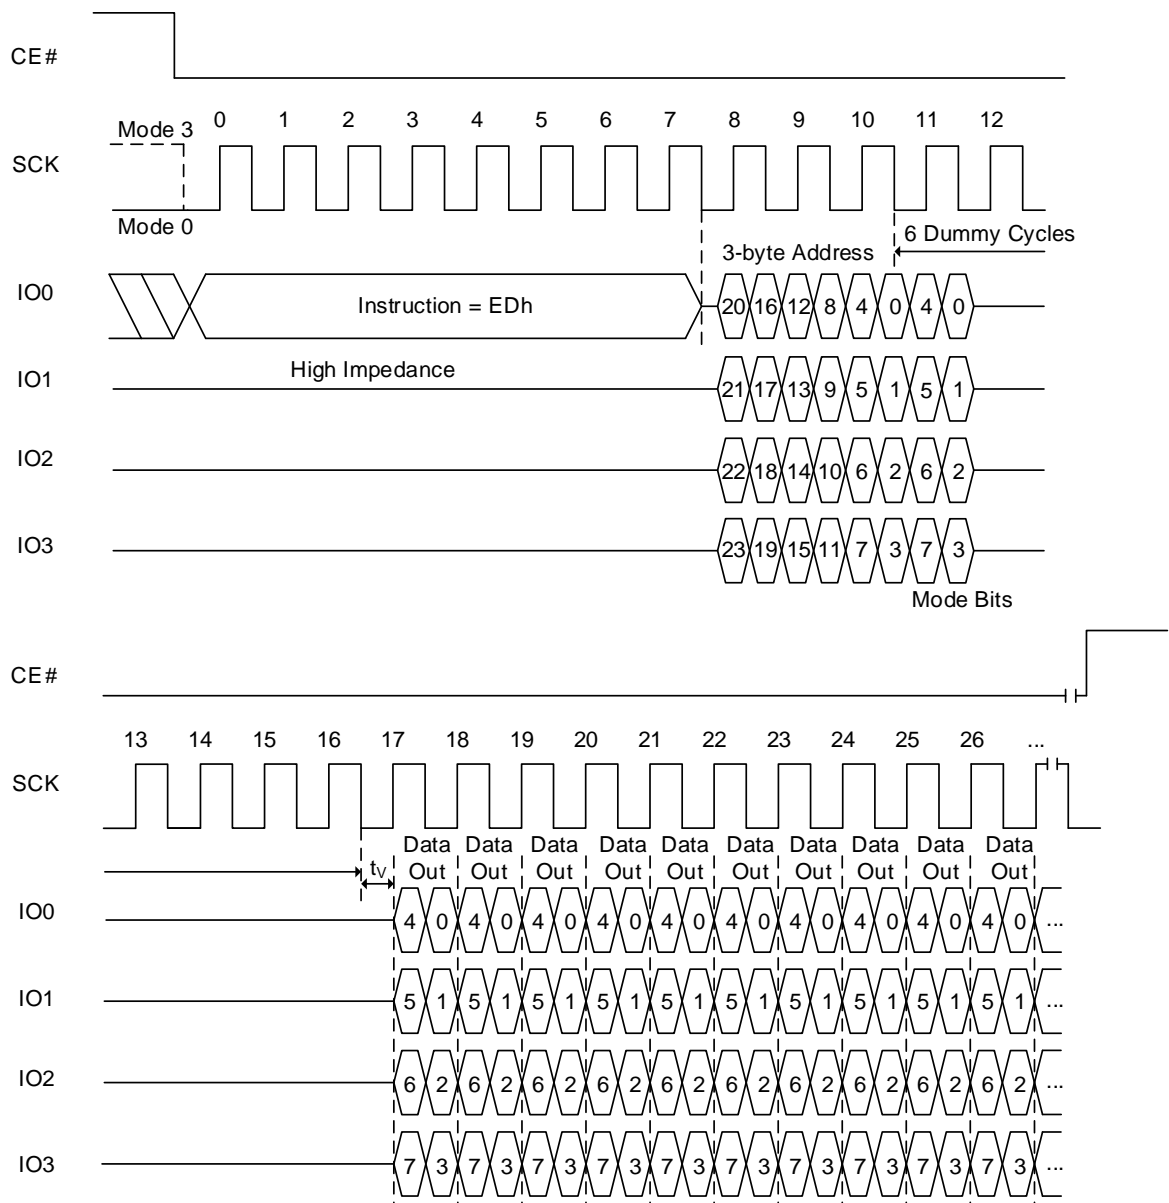 CE#
Mode 3
0 1 2 3 4 5 6 7 8 9 10 11 12
SCK
Mode 0
6 Dummy Cycles
3-byte Address
IO0
Instruction = EDh
20 16 12 8 4 0 4 0
IO1
High Impedance
21 17 13 9 5 1 5 1
IO2
22 18 14 10 6 2 6 2
IO3
23 19 15 11 7 3 7 3
Mode Bits
CE#
13 14 15 16 17 18 19 20 21 22 23 24 25 26 ...
SCK
Data Data Data Data Data Data Data Data Data Data
tV Out Out Out Out Out Out Out Out Out Out
IO0
4 0 4 0 4 0 4 0 4 0 4 0 4 0 4 0 4 0 4 0 ...
IO1
5 1 5 1 5 1 5 1 5 1 5 1 5 1 5 1 5 1 5 1 ...
IO2
6 2 6 2 6 2 6 2 6 2 6 2 6 2 6 2 6 2 6 2 ...
IO3
7 3 7 3 7 3 7 3 7 3 7 3 7 3 7 3 7 3 7 3 ...